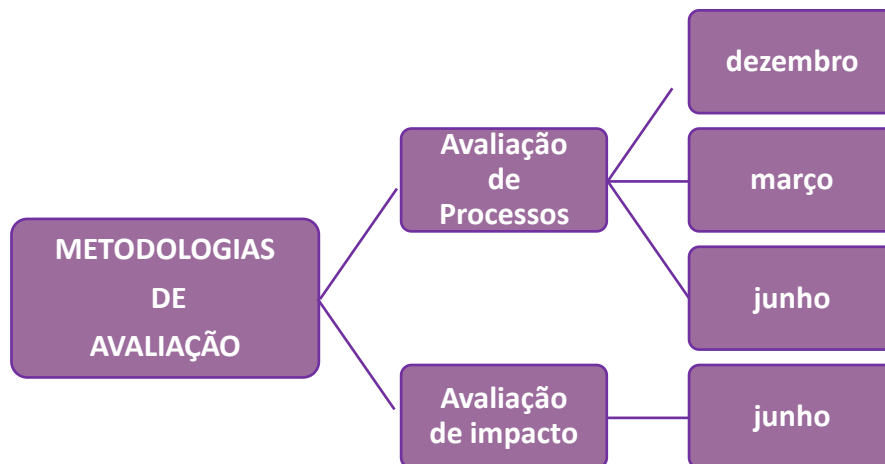 METODOLOGIAS
DE
AVALIAÇÃO
Avaliação
de
Processos
dezembro
março
junho
Avaliação
de impacto
junho